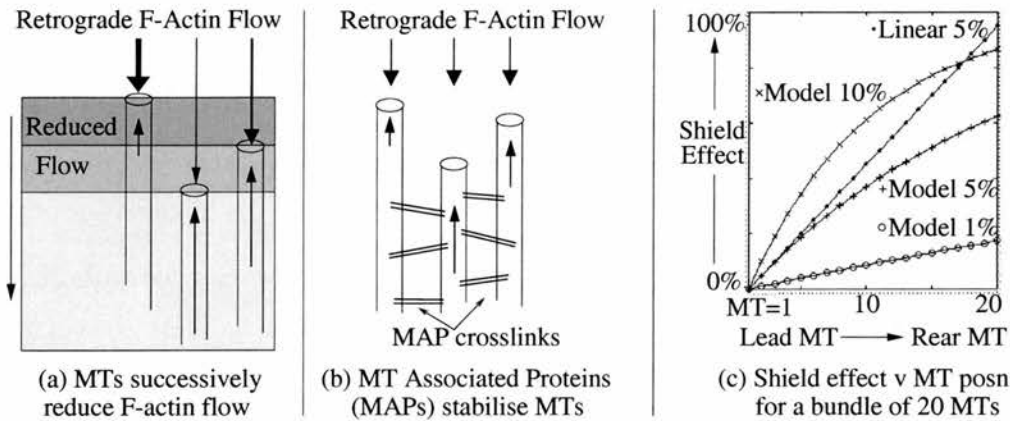 Retrograde F-Actin Flow
Reduced
Flow
(a) MTs successively
reduce F-actin flow
Retrograde F-Actin Flow
MAP crosslinks
(b) MT Associated Proteins
(MAPs) stabilise MTs
100%
Linear 5%
Model 10%
Shield
Effect
Model 5%
Model 1%
0%
MT=1
10
20
Lead MT
Rear MT
(c) Shield effect v MT posn
for a bundle of 20 MTs